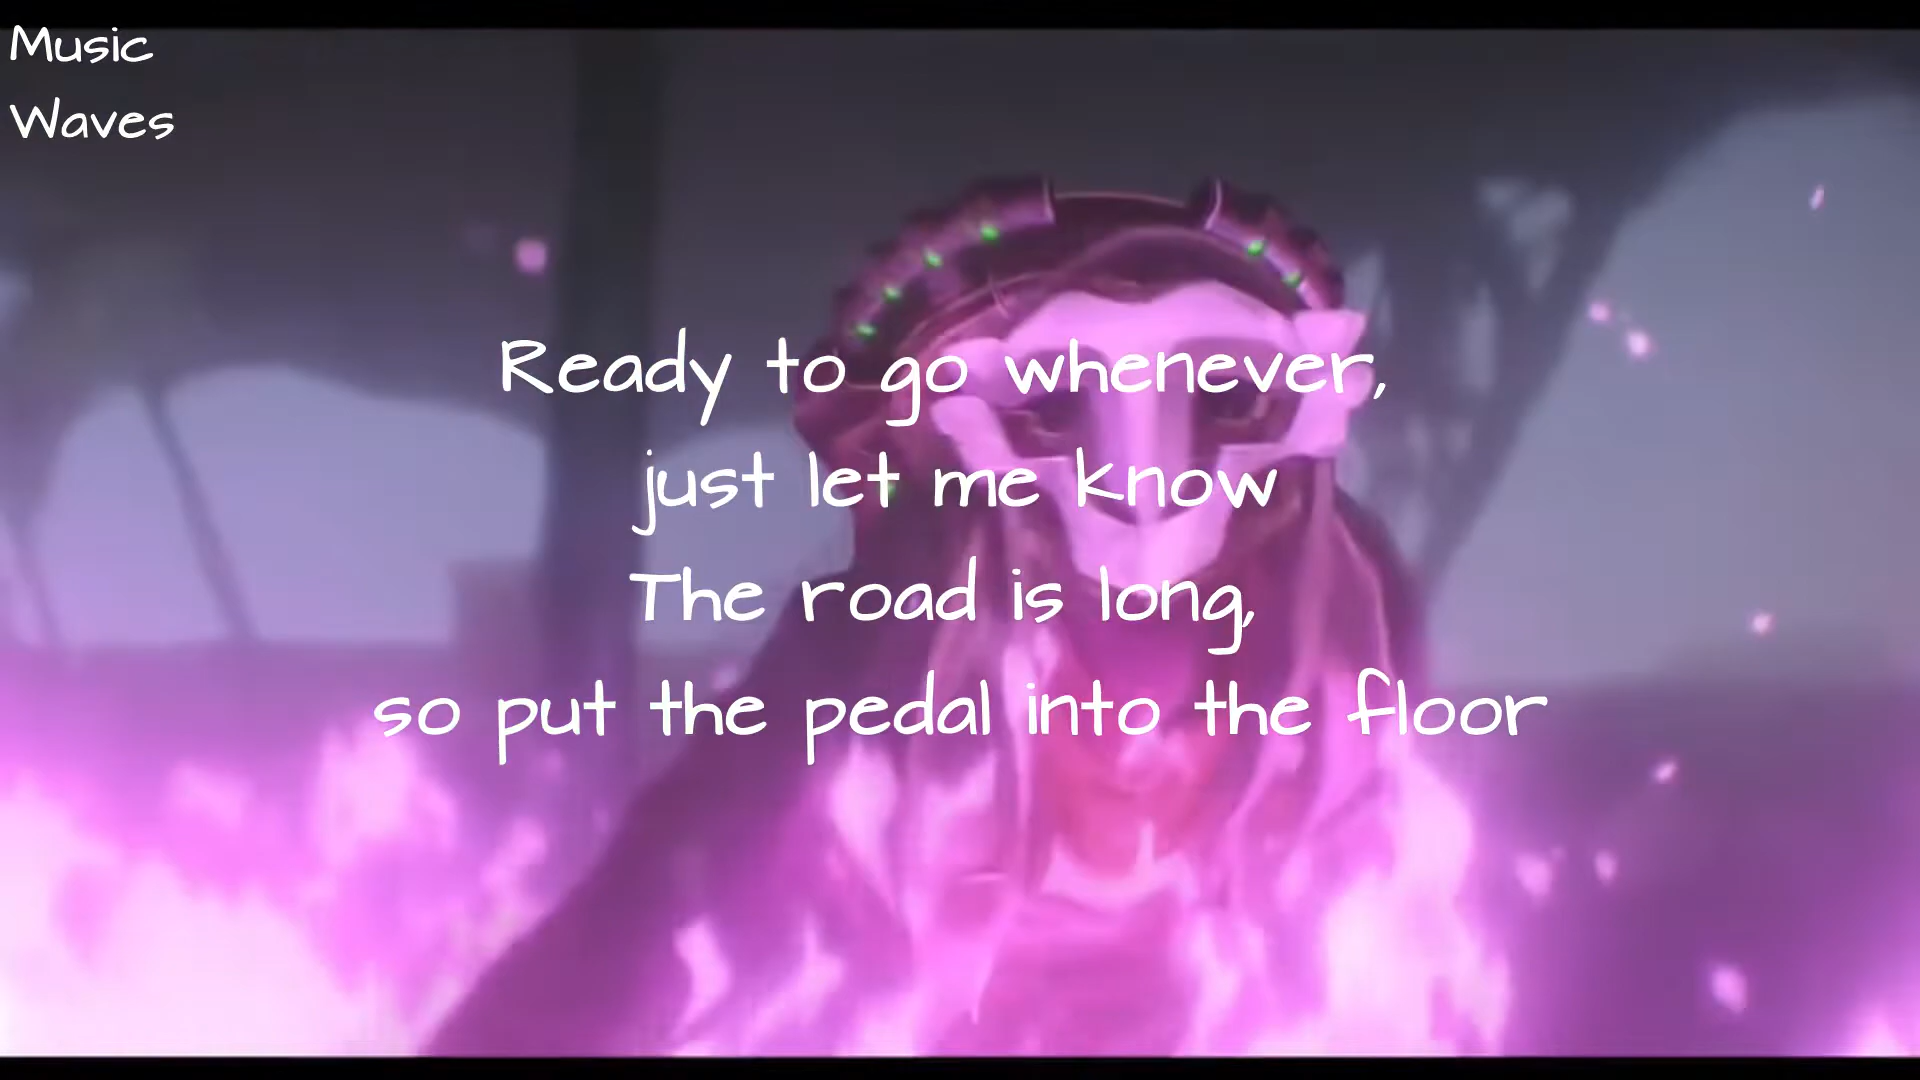 Music
Waves
Ready to go whenever,
just let me know
The road is long,
so put the pedal into the floor